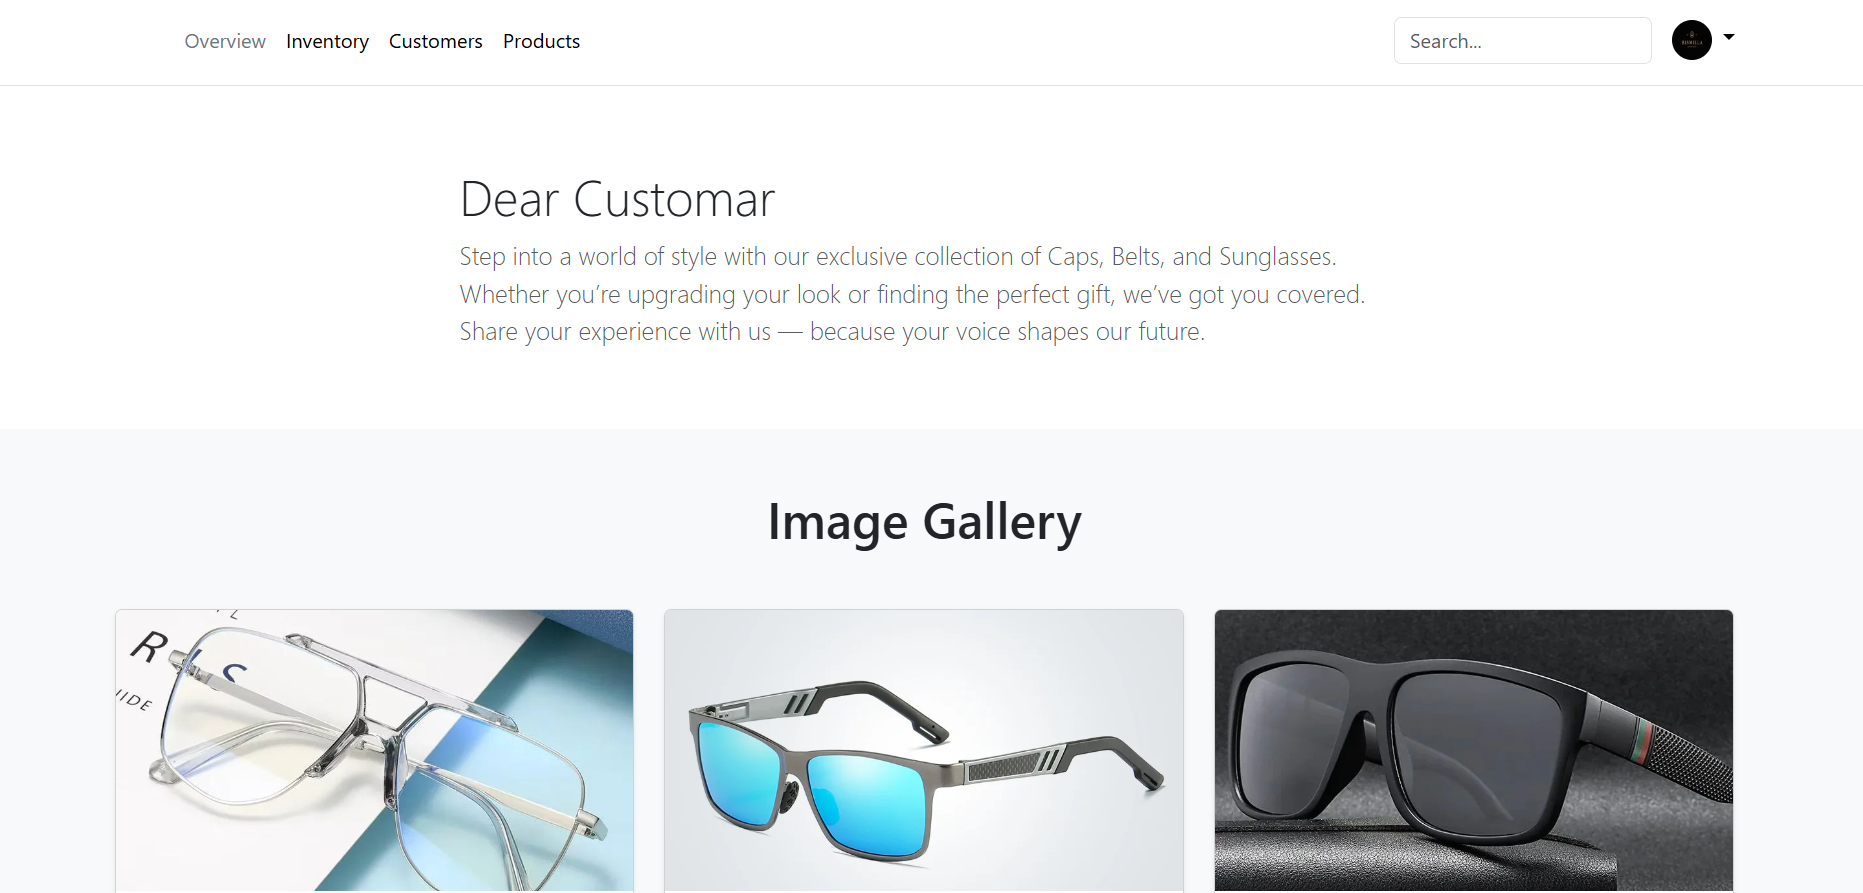 Overview Inventory Customers Products Search...
Dear Customar
Step into a world of style with our exclusive collection of Caps, Belts, and Sunglasses.
Whether you’re upgrading your look or finding the perfect gift, we’ve got you covered.
Share your experience with us — because your voice shapes our future.
Image Gallery